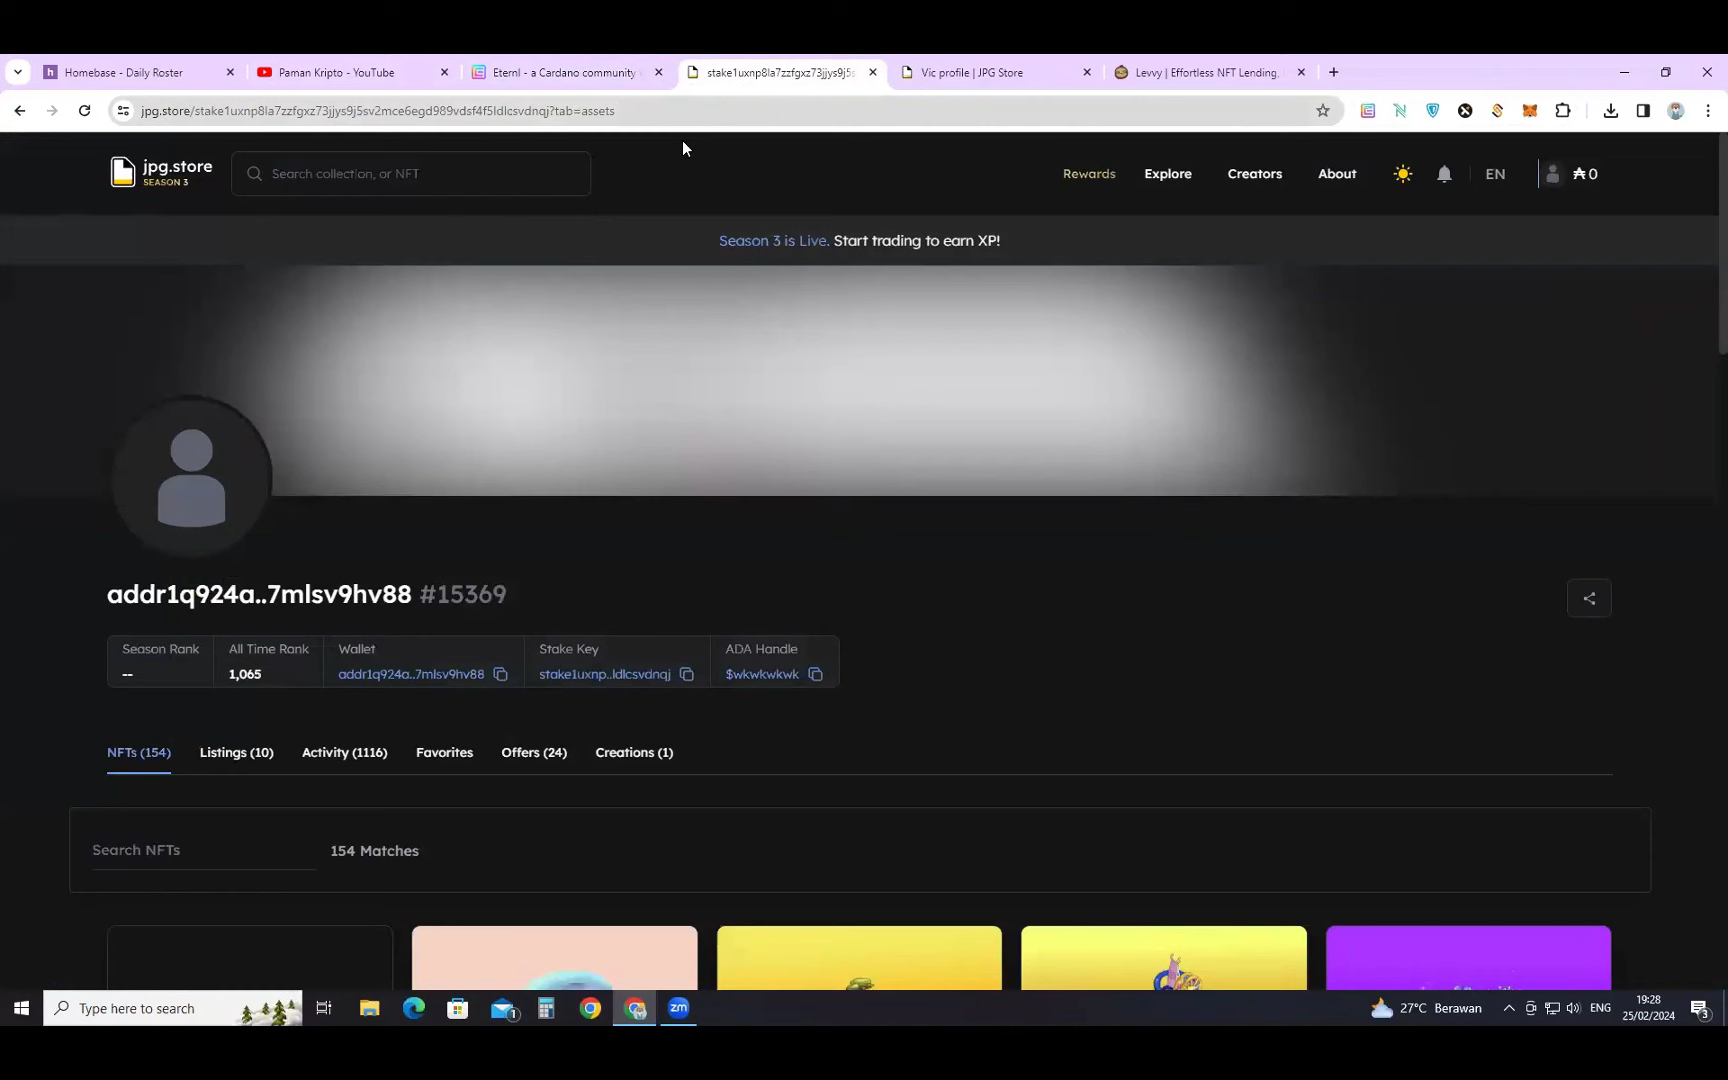 Homebase - Daily Roster
Paman Kripto - YouTube
Eternl - a Cardano community
stake1uxnp8la7zzfgxz73jjys9j5s
Vic profile | JPG Store
Levvy | Effortless NFT Lending,
jpg.store/stake1uxnp8la7zzfgxz73jjys9j5sv2mce6egd989vdsf4f5ldlcsvdnqj?tab=assets
jpg.store
SEASON 3
Search collection, or NFT
Rewards
Explore
Creators
About
EN
₳ 0
Season 3 is Live. Start trading to earn XP!
addr1q924a..7mlsv9hv88 #15369
Season Rank
All Time Rank
Wallet
Stake Key
ADA Handle
--
1,065
addr1q924a..7mlsv9hv88
stake1uxnp..ldlcsvdnqj
$wkwkwkwk
NFTs (154)
Listings (10)
Activity (1116)
Favorites
Offers (24)
Creations (1)
Search NFTs
154 Matches
Type here to search
1
zm
27°C Berawan
ENG
19:28
25/02/2024
3